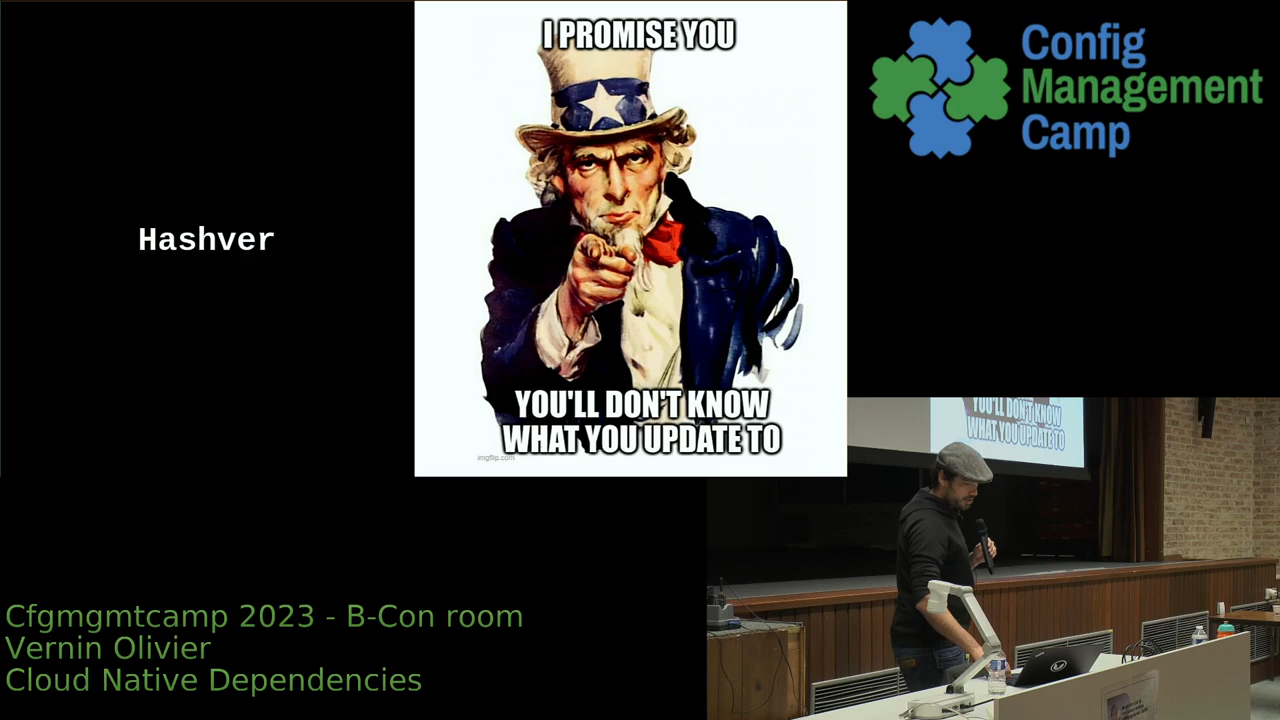 Hashver
I PROMISE YOU
YOU'LL DON'T KNOW
WHAT YOU UPDATE TO
imgflip.com
Config
Management
Camp
YOU'LL DON'T KNOW
WHAT YOU UPDATE TO
Cfgmgmtcamp 2023 - B-Con room
Vernin Olivier
Cloud Native Dependencies